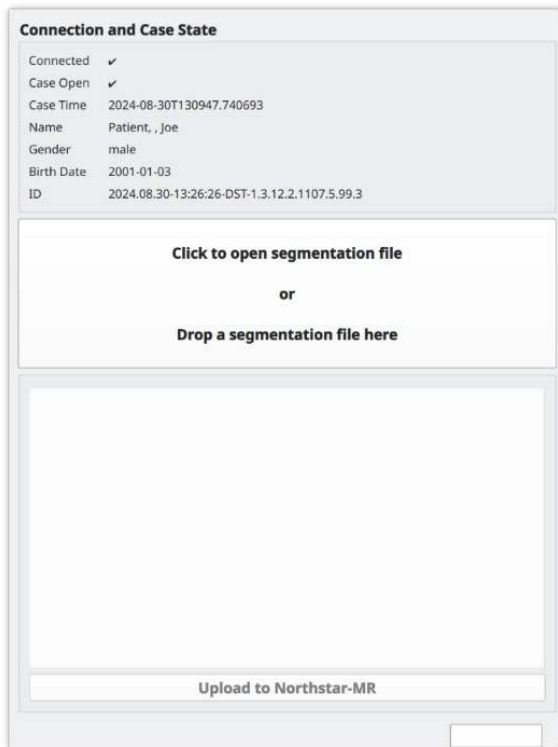 Connection and Case State
Connected ✔
Case Open ✔
Case Time 2024-08-30T130947.740693
Name Patient, , Joe
Gender male
Birth Date 2001-01-03
ID 2024.08.30-13:26:26-DST-1.3.12.2.1107.5.99.3
Click to open segmentation file
or
Drop a segmentation file here
Upload to Northstar-MR